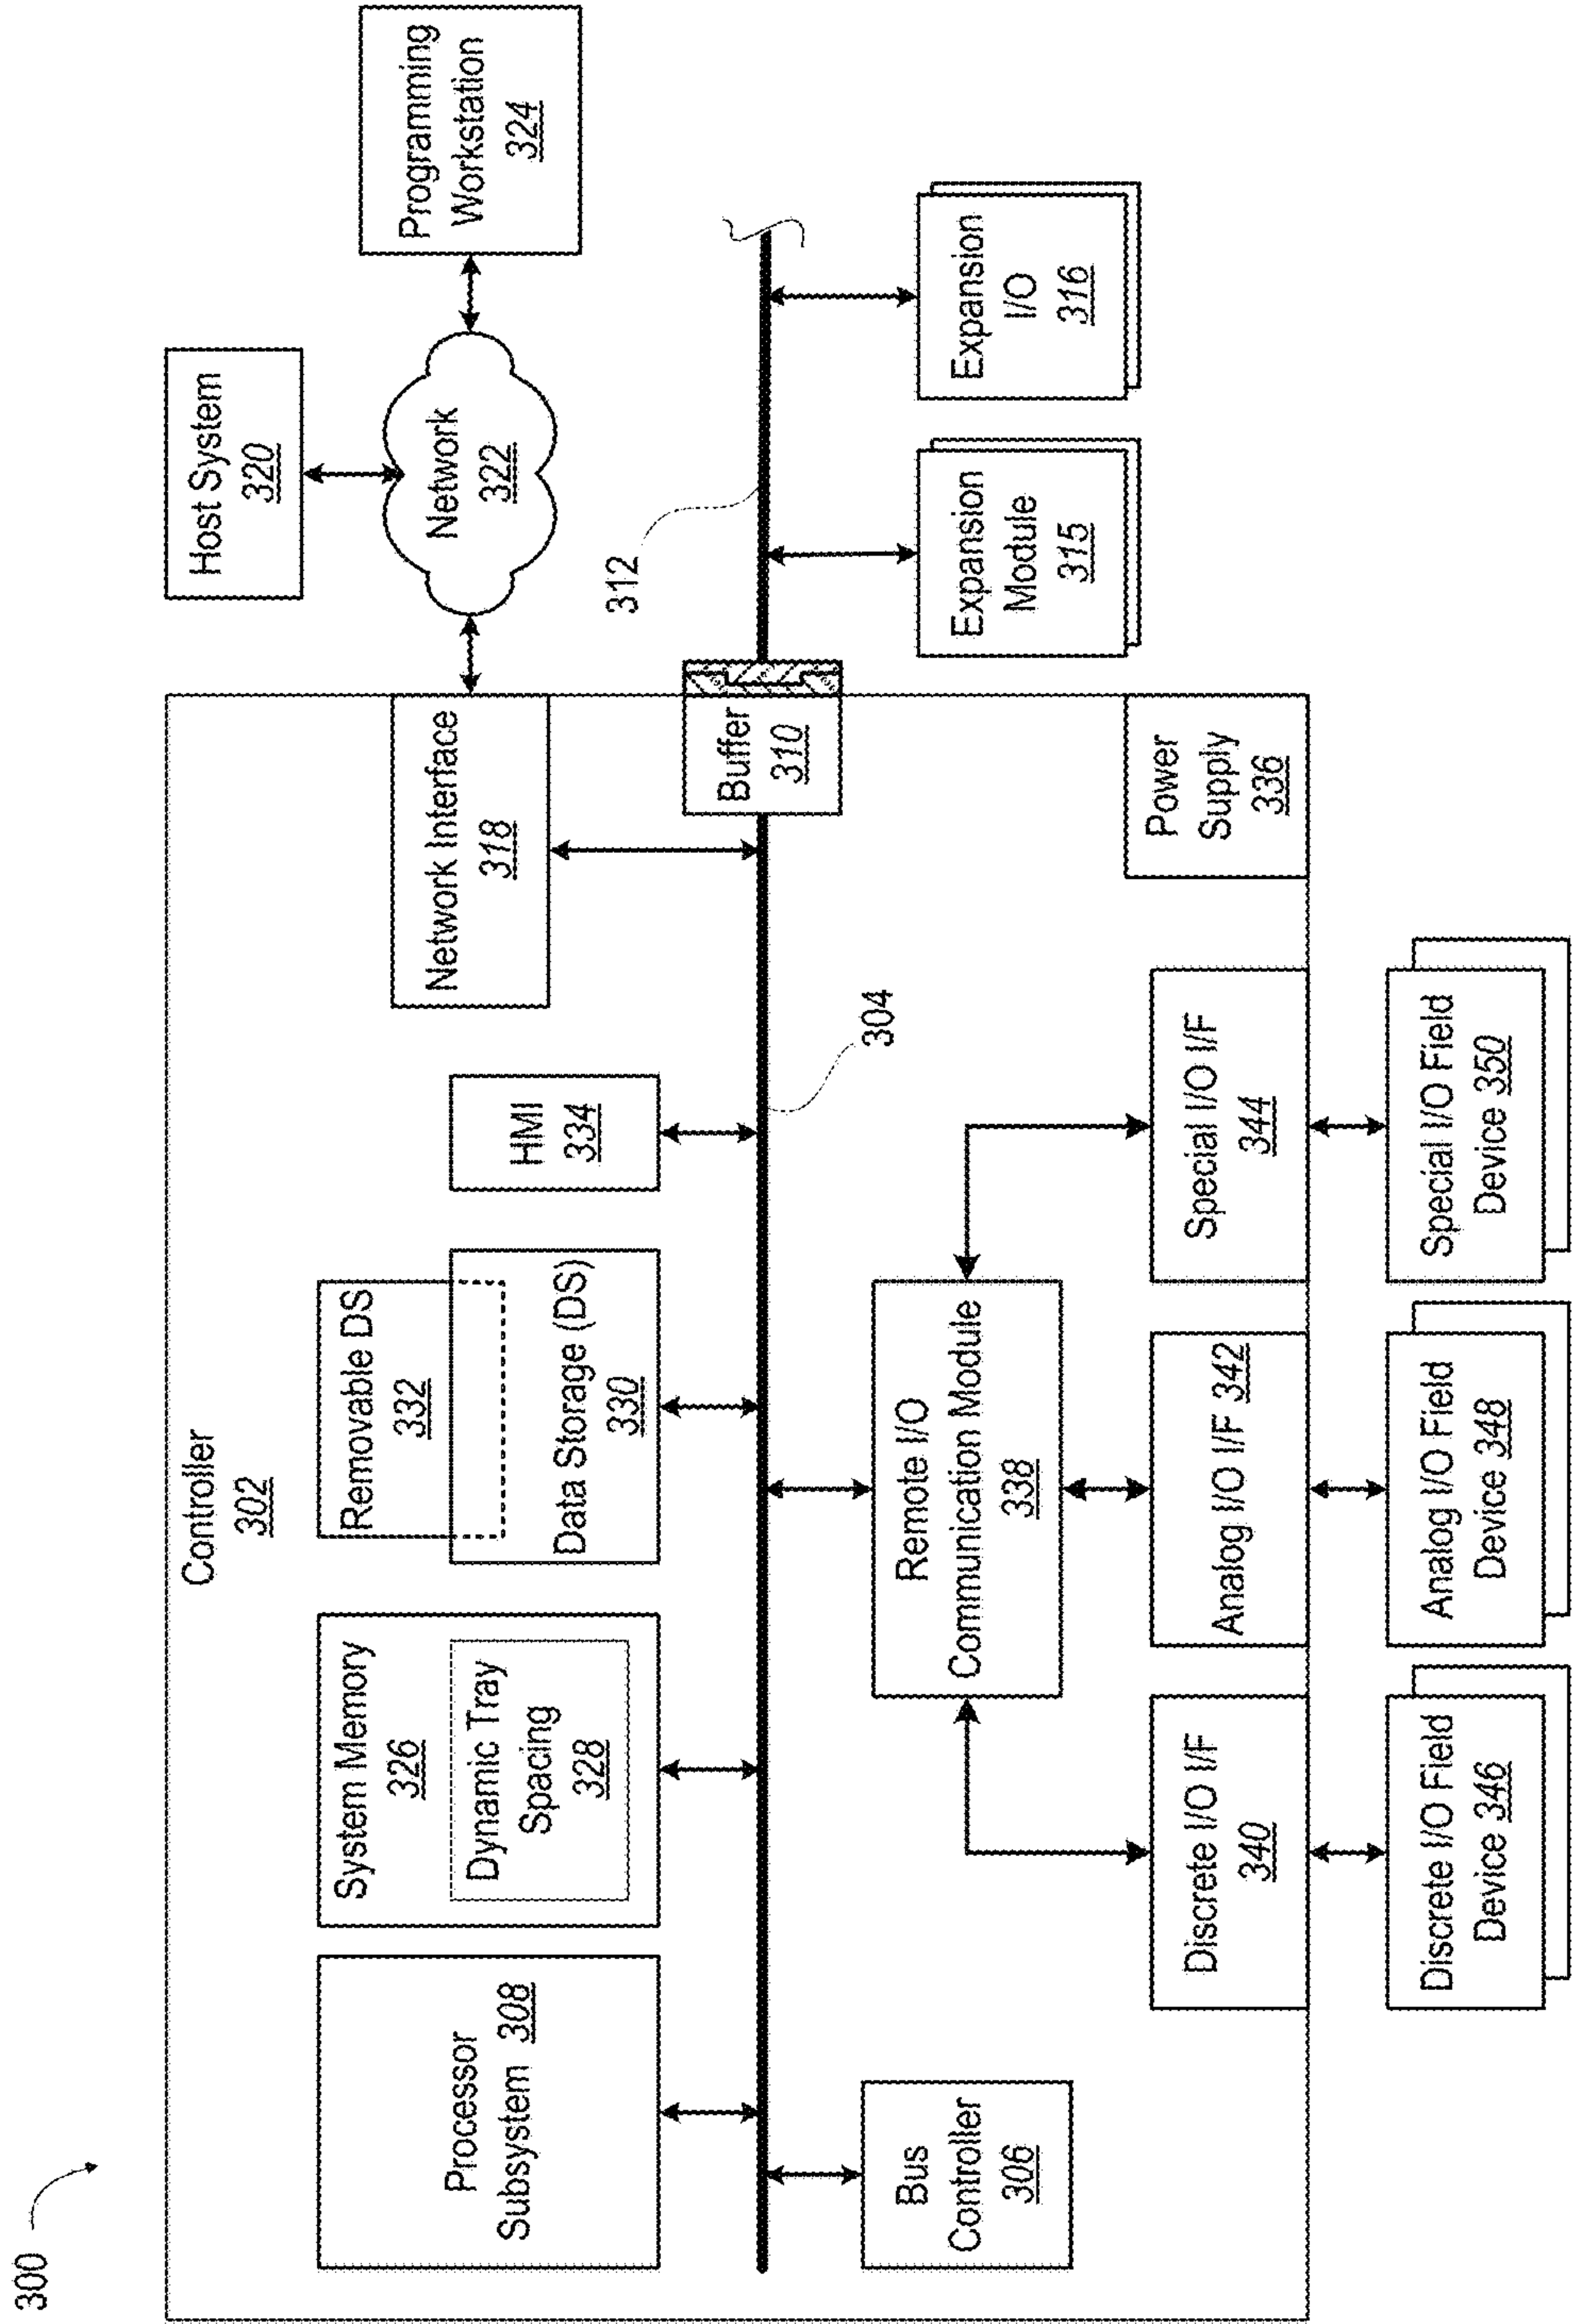 300
Controller
302
Host System
320
Network
322
Programming
Workstation
324
Processor
Subsystem 308
System Memory
326
Dynamic Tray
Spacing
328
Removable DS
332
Data Storage (DS)
330
HMI
334
Network Interface
318
Buffer
310
312
304
Bus
Controller
306
Remote I/O
Communication Module
338
Expansion
Module
315
Expansion
I/O
316
Discrete I/O I/F
340
Analog I/O I/F 342
Special I/O I/F
344
Power
Supply
336
Discrete I/O Field
Device 346
Analog I/O Field
Device 348
Special I/O Field
Device 350